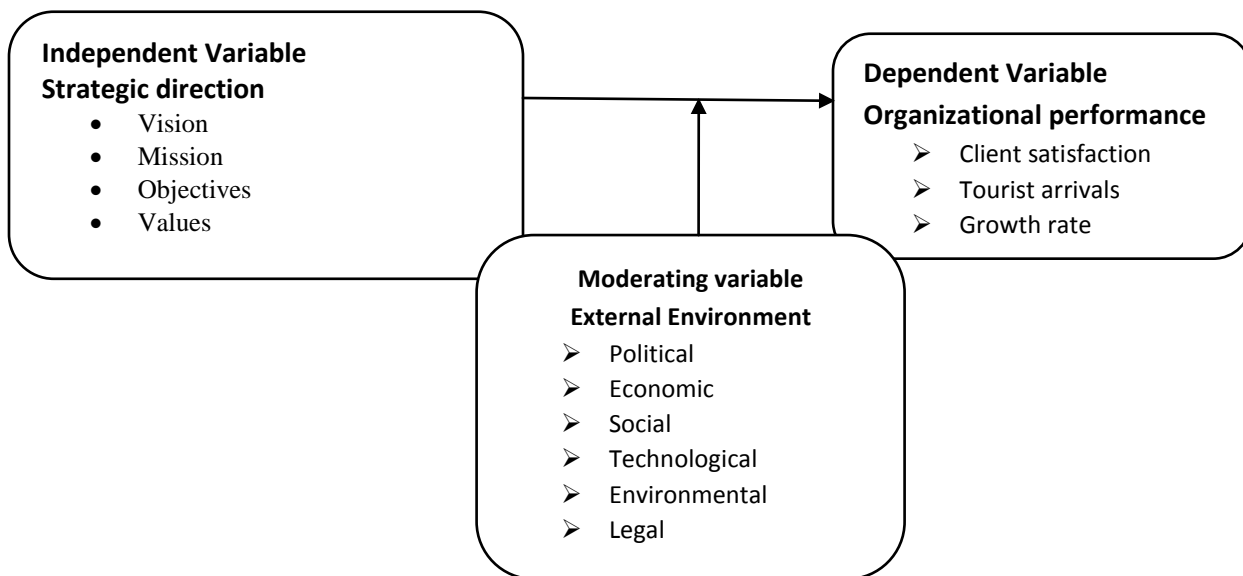 Independent Variable
Strategic direction
• Vision
• Mission
• Objectives
• Values
Dependent Variable
Organizational performance
➢ Client satisfaction
➢ Tourist arrivals
➢ Growth rate
Moderating variable
External Environment
➢ Political
➢ Economic
➢ Social
➢ Technological
➢ Environmental
➢ Legal